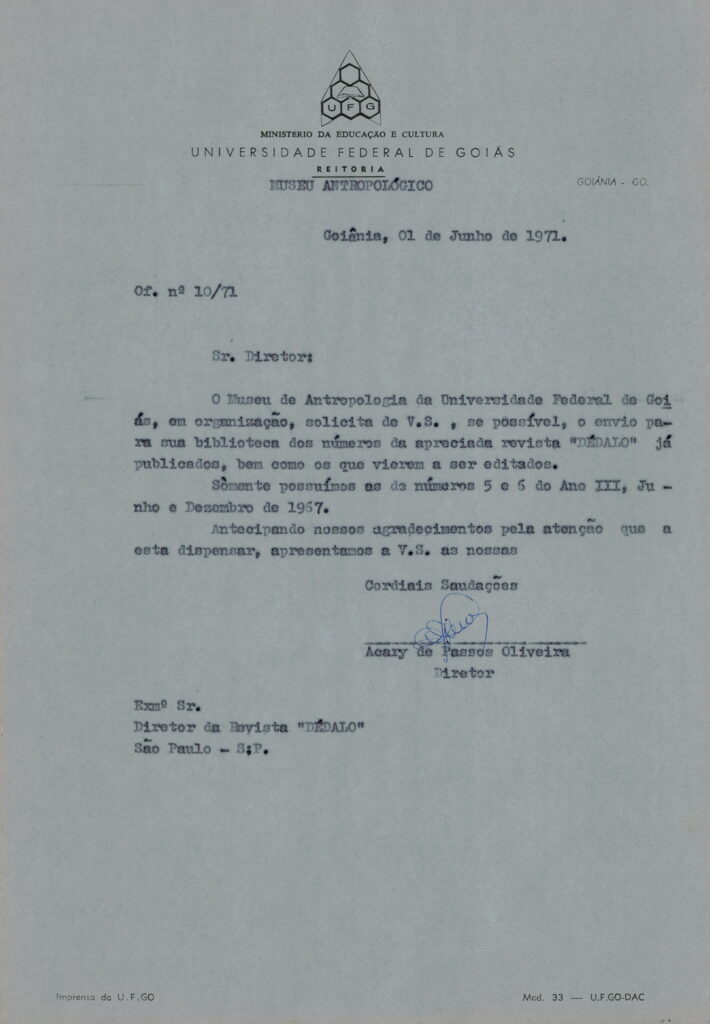 UFG
MINISTÉRIO DA EDUCAÇÃO E CULTURA
UNIVERSIDADE FEDERAL DE GOIÁS
REITORIA
MUSEU ANTROPOLÓGICO
GOIÂNIA - GO.
Goiânia, 01 de Junho de 1971.
Of. nº 10/71
Sr. Diretor:
O Museu de Antropologia da Universidade Federal de Goi
ás, em organização, solicita de V.S. , se possível, o envio pa-
ra sua biblioteca dos números da apreciada revista "DÉDALO" já
publicados, bem como os que vierem a ser editados.
Sòmente possuímos os de números 5 e 6 do Ano III, Ju -
nho e Dezembro de 1967.
Antecipando nossos agradecimentos pela atenção que a
esta dispensar, apresentamos a V.S. as nossas
Cordiais Saudações
Acary de Passos Oliveira
Diretor
Exmº Sr.
Diretor da Revista "DÉDALO"
São Paulo - S;P.
Imprensa da U.F.GO
Mod. 33 — U.F.GO-DAC